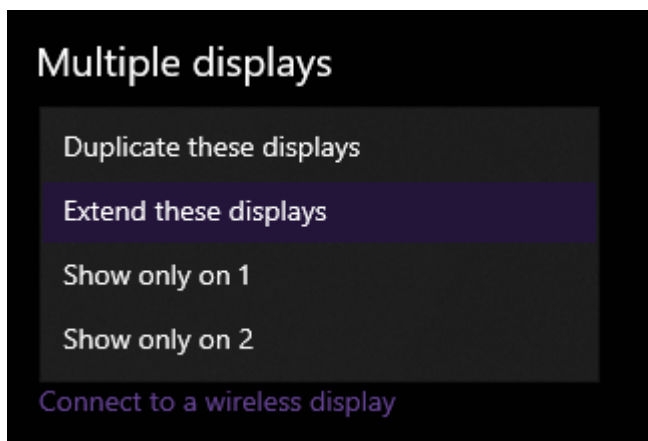 Multiple displays
Duplicate these displays
Extend these displays
Show only on 1
Show only on 2
Connect to a wireless display